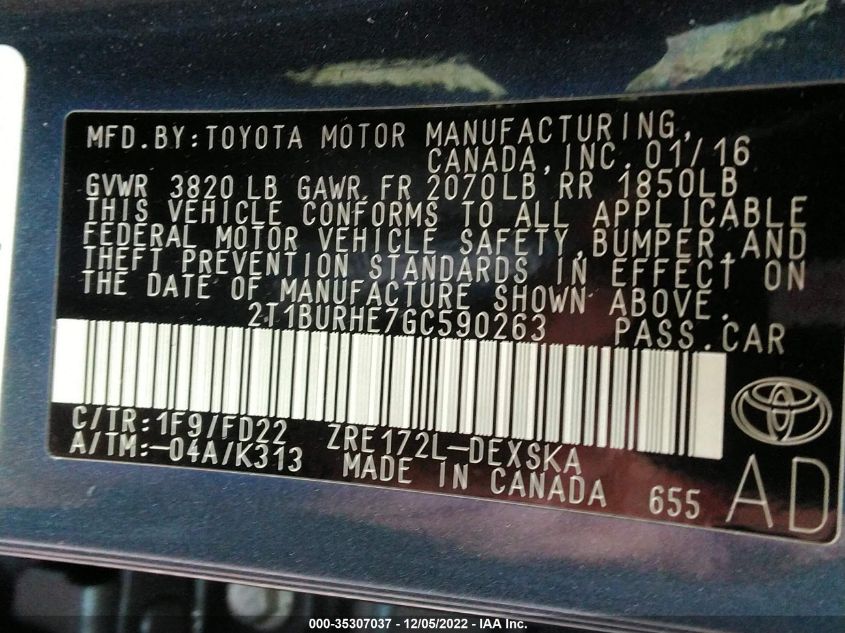 MFD.BY:TOYOTA MOTOR MANUFACTURING,
CANADA,INC.01/16
GVWR 3820LB GAWR FR 2070LB RR 1850LB
THIS VEHICLE CONFORMS TO ALL APPLICABLE
FEDERAL MOTOR VEHICLE SAFETY,BUMPER,AND
THEFT PREVENTION STANDARDS IN EFFECT ON
THE DATE OF MANUFACTURE SHOWN ABOVE.
2T1BURHE7GC590263 PASS.CAR
C/TR:1F9/FD22 ZRE172L-DEXSKA
A/TM:-04A/K313 MADE IN CANADA 655 AD
000-35307037 - 12/05/2022 - IAA Inc.